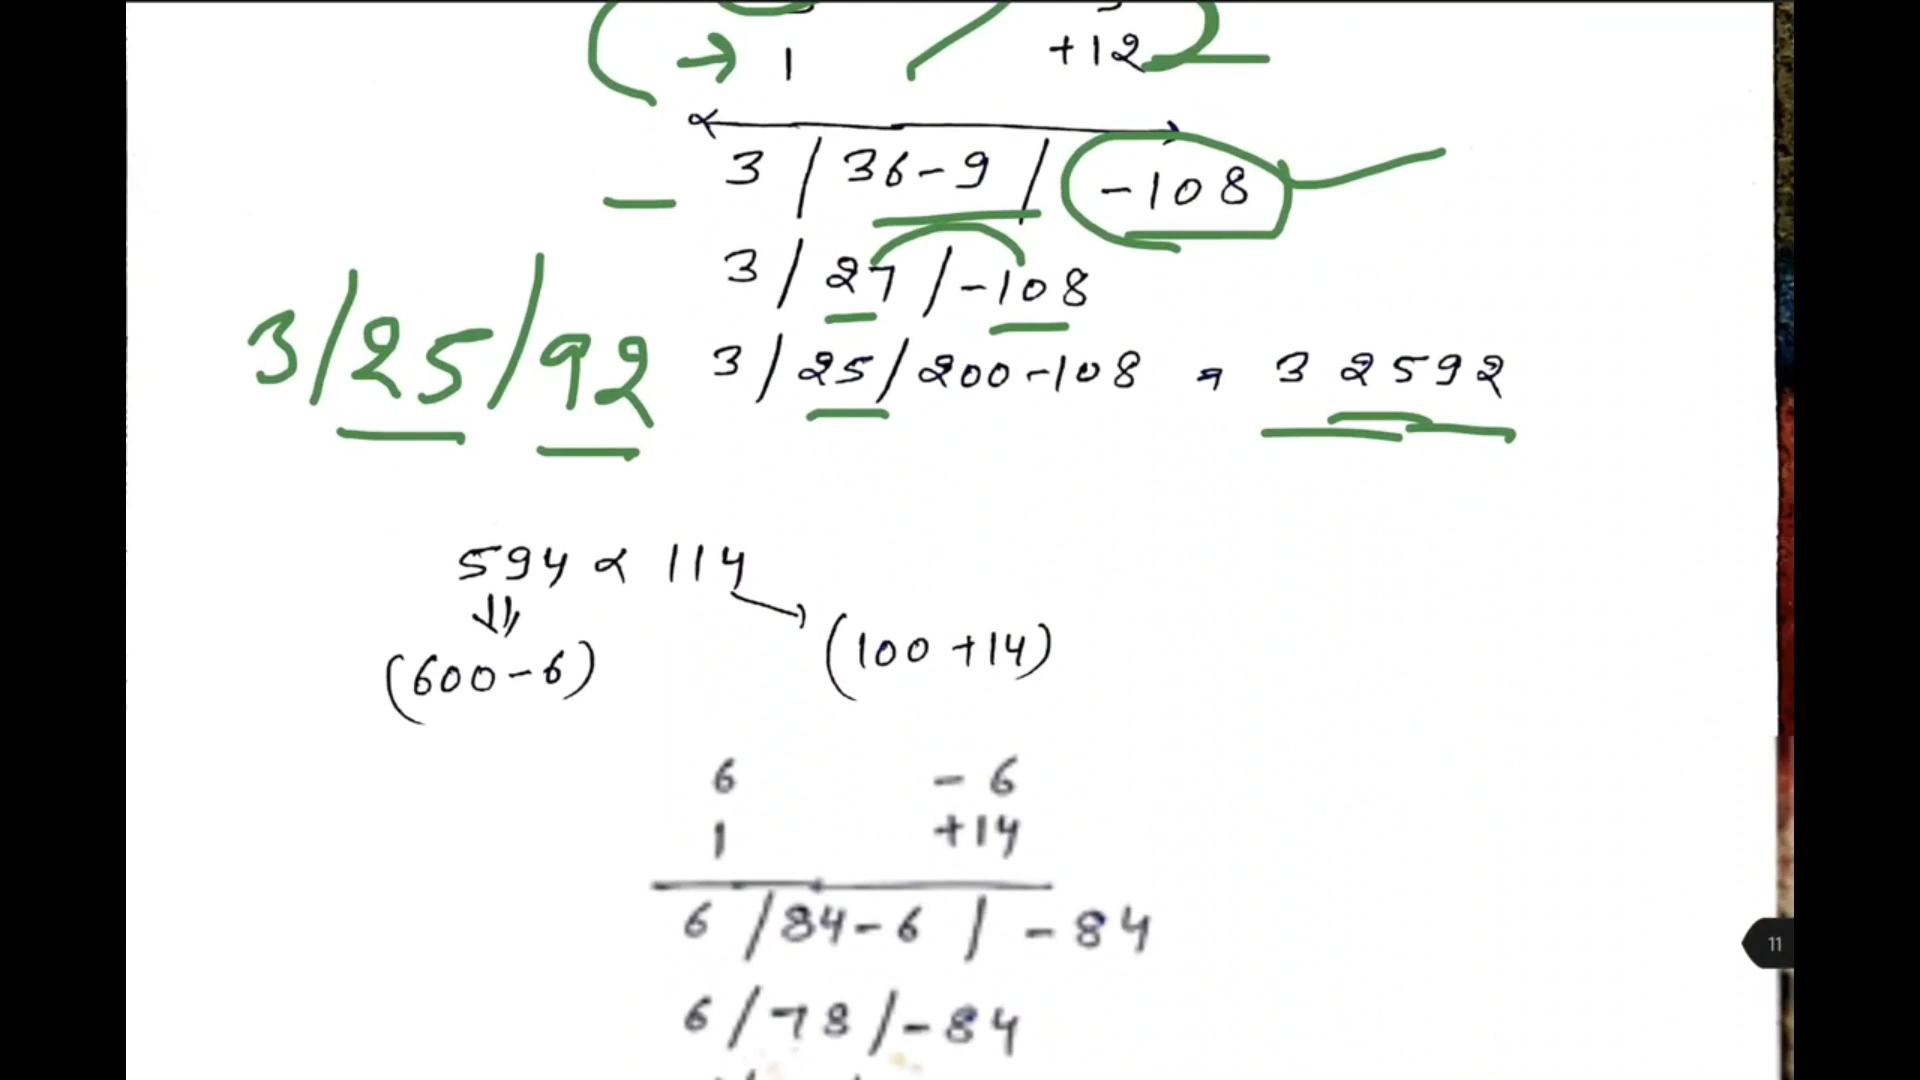 1 +12
3 / 36-9 / -108
3 / 27 / -108
3/25/92
3 / 25 / 200-108 = 32592
594 × 114
(600-6) (100+14)
6 -6
1 +14
6 / 84-6 / -84
6 / 78 / -84
11